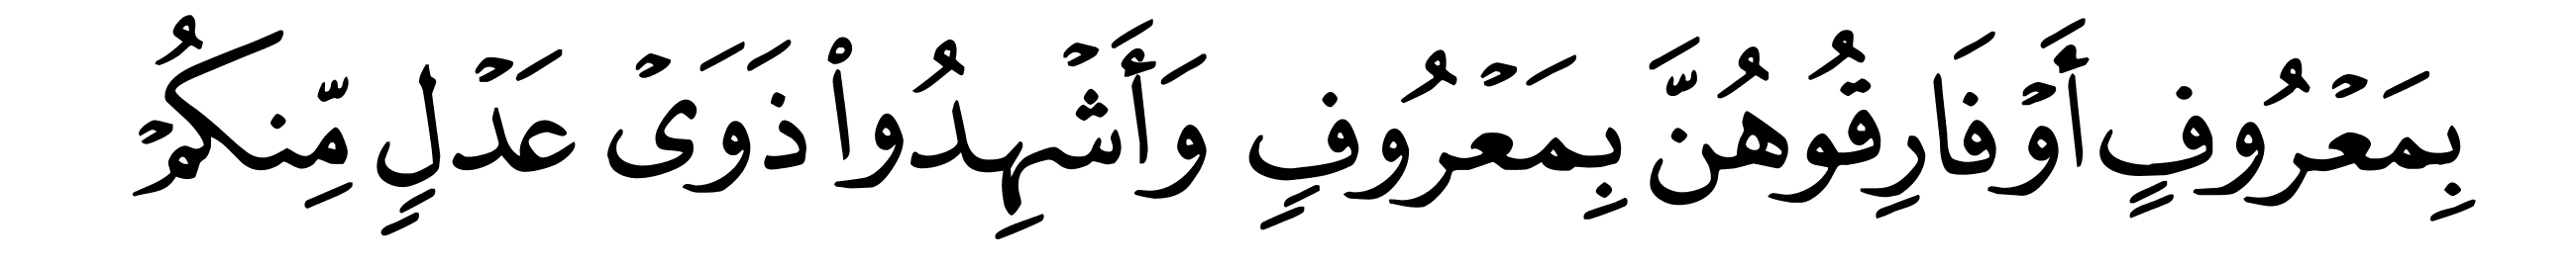 بِمَعۡرُوفٍ أَوۡ فَارِقُوهُنَّ بِمَعۡرُوفٍ وَأَشۡهِدُواْ ذَوَىۡ عَدۡلٍ مِّنكُمۡ